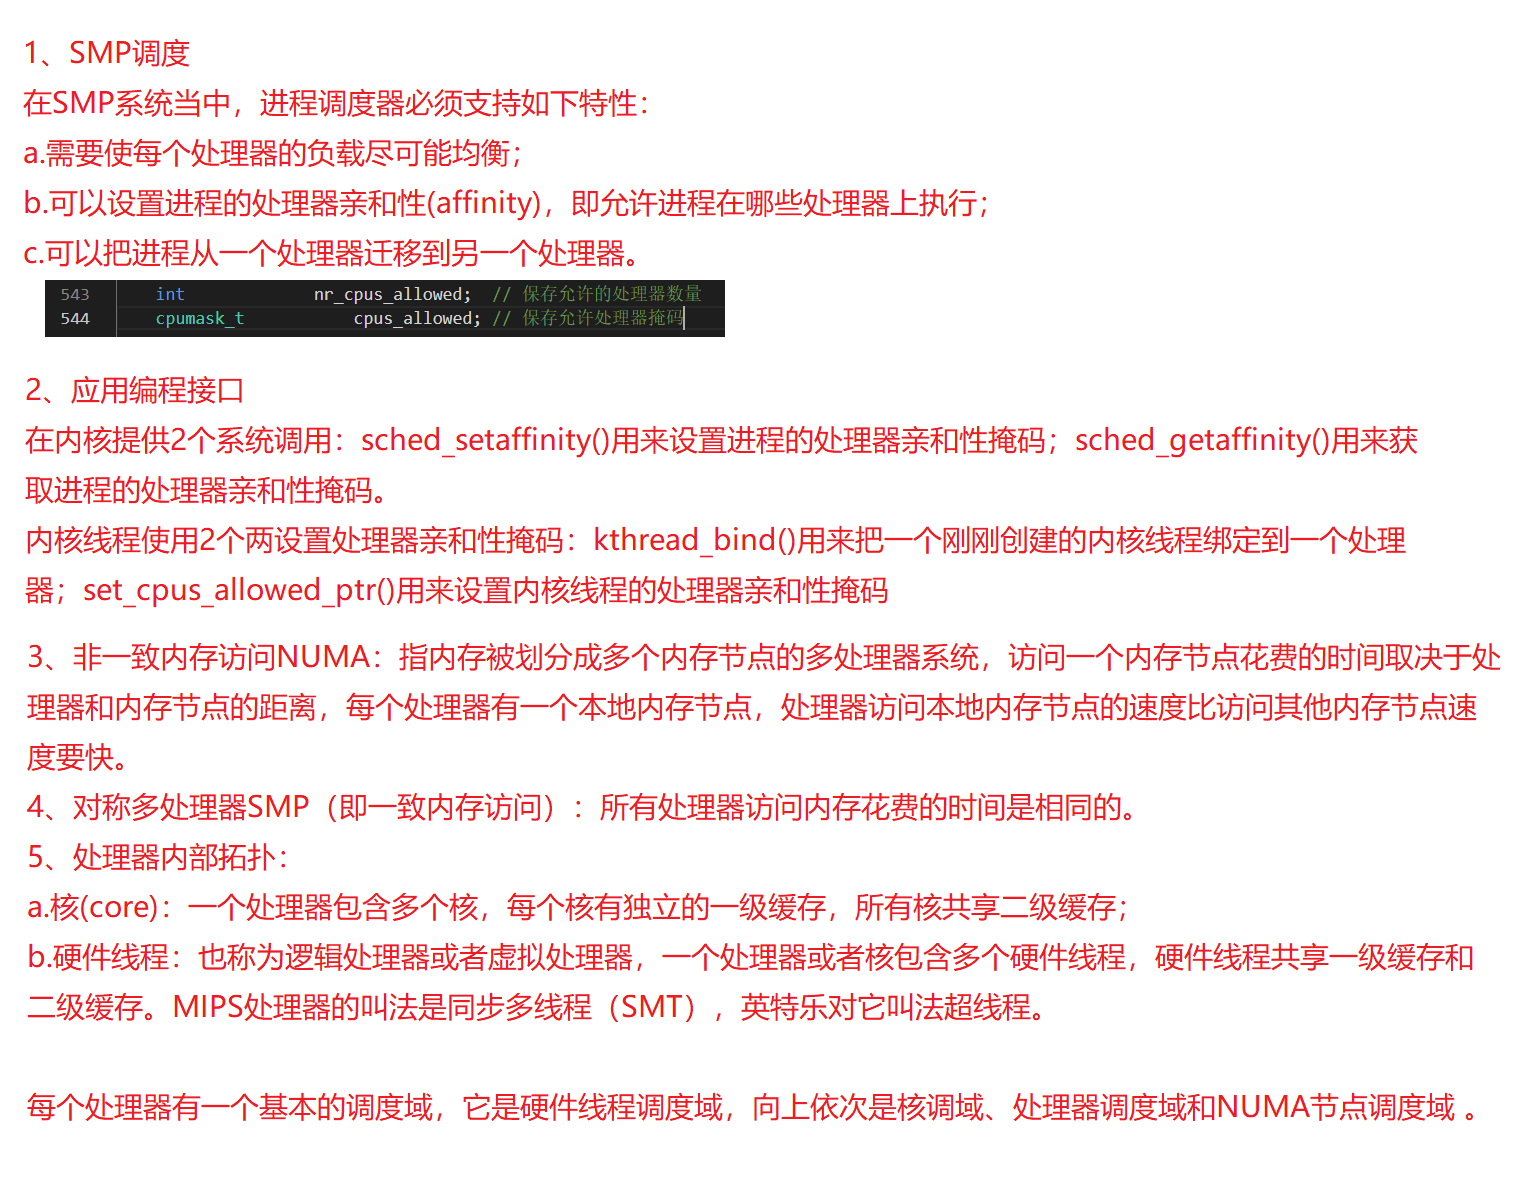 1、SMP调度
在SMP系统当中，进程调度器必须支持如下特性：
a.需要使每个处理器的负载尽可能均衡；
b.可以设置进程的处理器亲和性(affinity)，即允许进程在哪些处理器上执行；
c.可以把进程从一个处理器迁移到另一个处理器。
543 int nr_cpus_allowed; // 保存允许的处理器数量
544 cpumask_t cpus_allowed; // 保存允许处理器掩码
2、应用编程接口
在内核提供2个系统调用：sched_setaffinity()用来设置进程的处理器亲和性掩码；sched_getaffinity()用来获
取进程的处理器亲和性掩码。
内核线程使用2个两设置处理器亲和性掩码：kthread_bind()用来把一个刚刚创建的内核线程绑定到一个处理
器；set_cpus_allowed_ptr()用来设置内核线程的处理器亲和性掩码
3、非一致内存访问NUMA：指内存被划分成多个内存节点的多处理器系统，访问一个内存节点花费的时间取决于处
理器和内存节点的距离，每个处理器有一个本地内存节点，处理器访问本地内存节点的速度比访问其他内存节点速
度要快。
4、对称多处理器SMP（即一致内存访问）：所有处理器访问内存花费的时间是相同的。
5、处理器内部拓扑：
a.核(core)：一个处理器包含多个核，每个核有独立的一级缓存，所有核共享二级缓存；
b.硬件线程：也称为逻辑处理器或者虚拟处理器，一个处理器或者核包含多个硬件线程，硬件线程共享一级缓存和
二级缓存。MIPS处理器的叫法是同步多线程（SMT），英特乐对它叫法超线程。
每个处理器有一个基本的调度域，它是硬件线程调度域，向上依次是核调域、处理器调度域和NUMA节点调度域 。